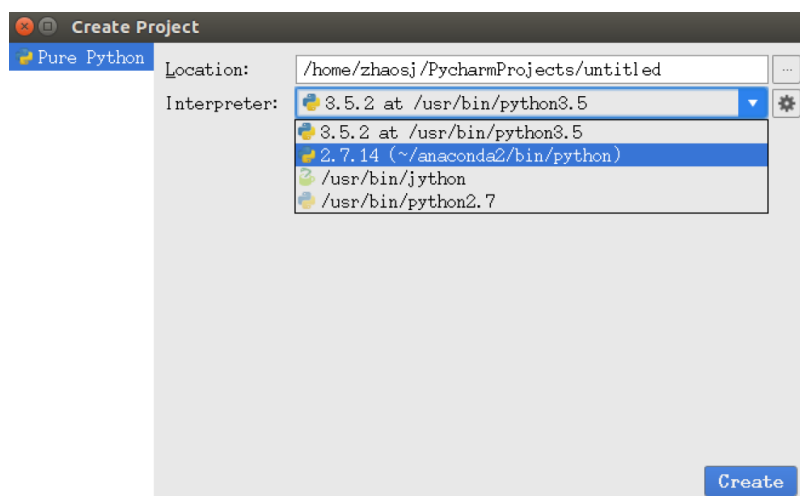 Create Project
Pure Python
Location:
/home/zhaosj/PycharmProjects/untitled
...
Interpreter:
3.5.2 at /usr/bin/python3.5
3.5.2 at /usr/bin/python3.5
2.7.14 (~/anaconda2/bin/python)
/usr/bin/jython
/usr/bin/python2.7
Create